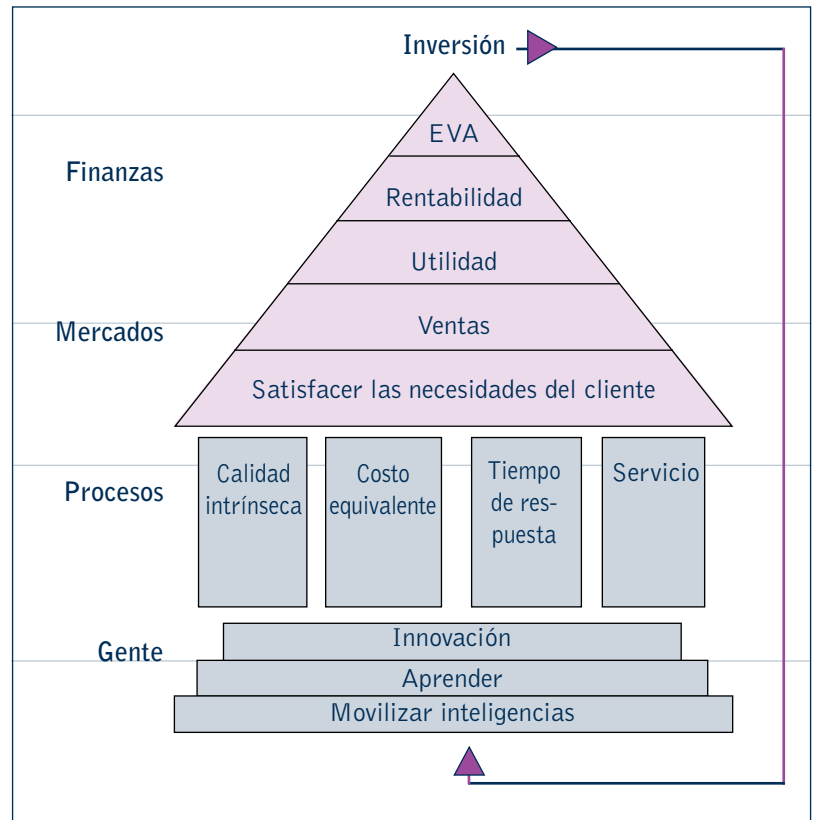 Inversión
EVA
Finanzas
Rentabilidad
Utilidad
Mercados
Ventas
Satisfacer las necesidades del cliente
Procesos
Calidad
intrínseca
Costo
equivalente
Tiempo
de res-
puesta
Servicio
Gente
Innovación
Aprender
Movilizar inteligencias